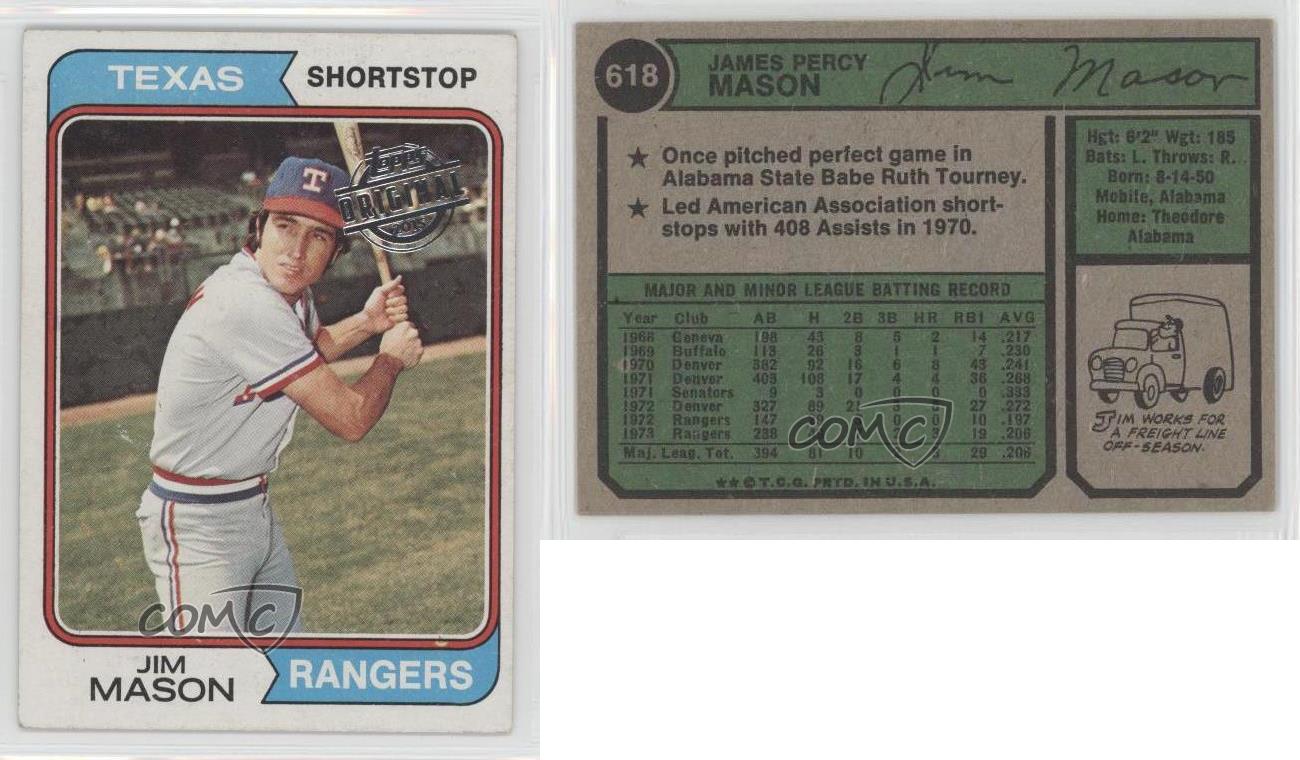 TEXAS
SHORTSTOP
T
Topps
ORIGINAL
COMC
JIM
MASON
RANGERS
618
JAMES PERCY
MASON
Jim Mason
★ Once pitched perfect game in
Alabama State Babe Ruth Tourney.
★ Led American Association short-
stops with 408 Assists in 1970.
Hgt: 6'2" Wgt: 185
Bats: L. Throws: R.
Born: 8-14-50
Mobile, Alabama
Home: Theodore
Alabama
MAJOR AND MINOR LEAGUE BATTING RECORD
Year Club AB H 2B 3B HR RBI AVG
1968 Geneva 198 43 8 5 2 14 .217
1969 Buffalo 113 26 3 1 1 7 .230
1970 Denver 382 92 16 6 8 43 .241
1971 Denver 403 108 17 4 4 36 .268
1971 Senators 9 3 0 0 0 0 .333
1972 Denver 327 89 27 .272
1972 Rangers 147 0 0 10 .197
1973 Rangers 238 3 19 .206
Maj. Leag. Tot. 394 81 10 3 29 .206
COMC
★★ © T.C.G. PRTD. IN U.S.A.
JIM WORKS FOR
A FREIGHT LINE
OFF-SEASON.